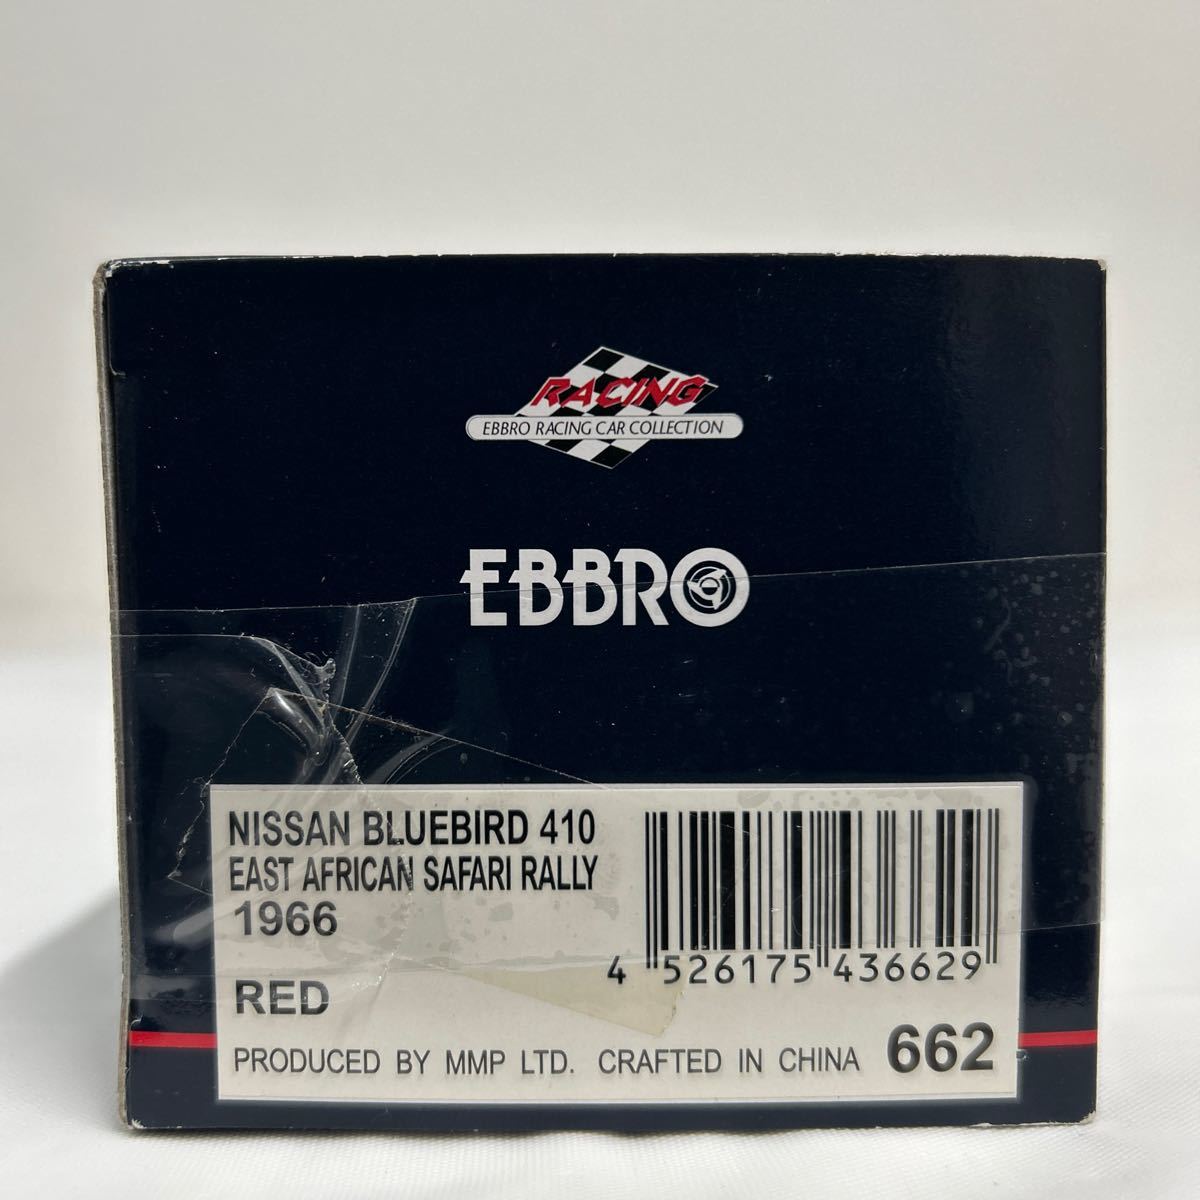 RACING
EBBRO RACING CAR COLLECTION
EBBRO
NISSAN BLUEBIRD 410
EAST AFRICAN SAFARI RALLY
1966
RED
4 526175 436629
PRODUCED BY MMP LTD. CRAFTED IN CHINA 662